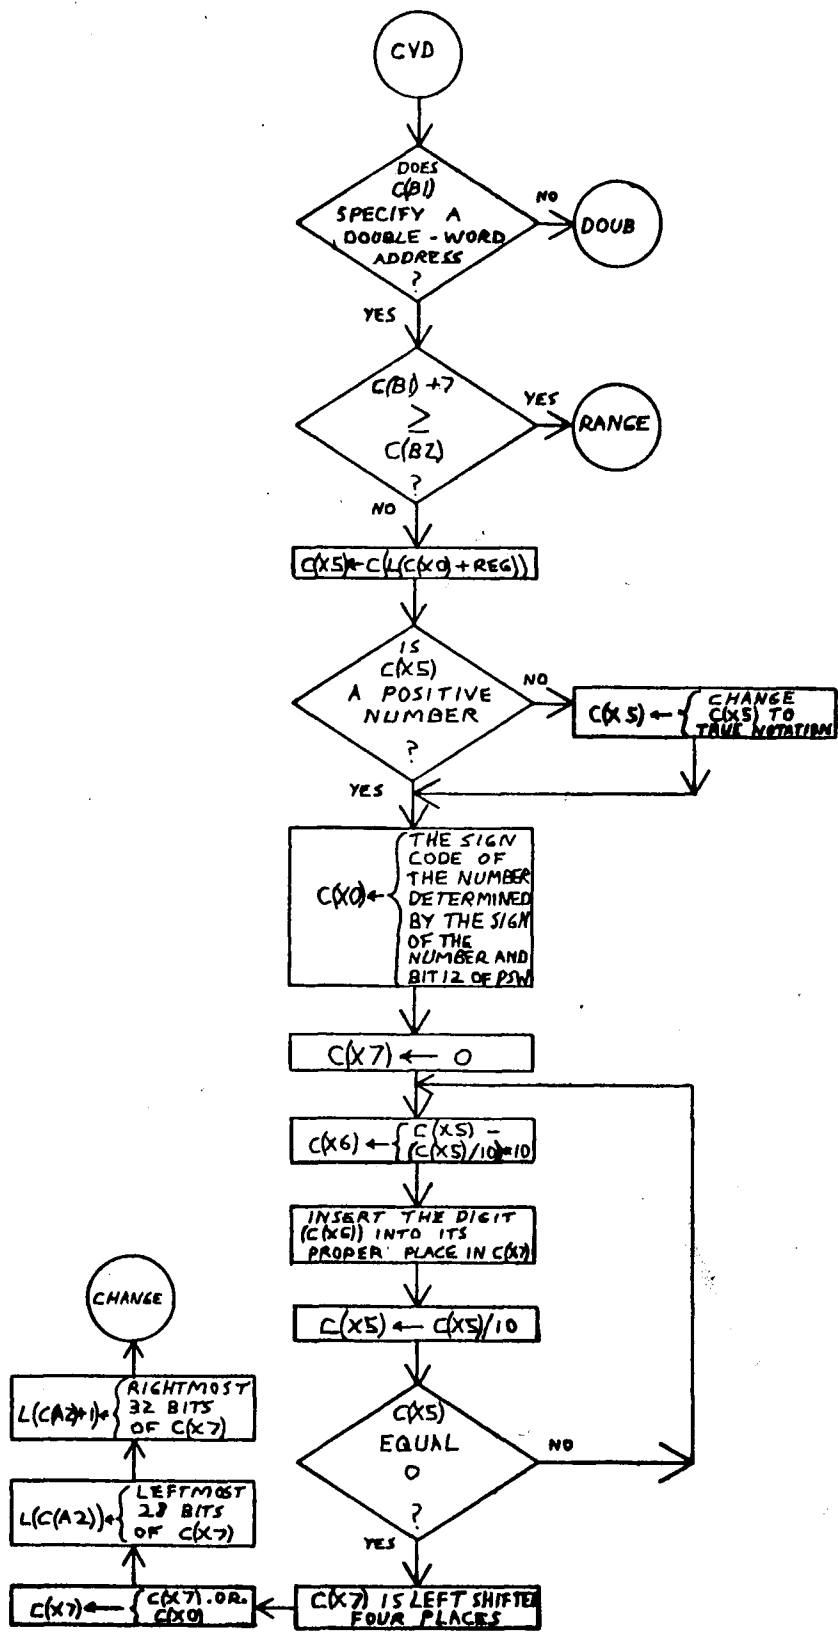 CVD
DOES
C(B1)
SPECIFY A
DOUBLE-WORD
ADDRESS
?
NO
DOUB
YES
C(B1)+7
≥
C(B2)
?
YES
RANGE
NO
C(X5)←C(L(C(X0)+REG))
IS
C(X5)
A POSITIVE
NUMBER
?
NO
C(X5) ← { CHANGE
C(X5) TO
TRUE NOTATION
YES
C(X0)←
THE SIGN
CODE OF
THE NUMBER
DETERMINED
BY THE SIGN
OF THE
NUMBER AND
BIT 12 OF PSW
C(X7) ← 0
C(X6) ← { C(X5) -
(C(X5)/10)*10
INSERT THE DIGIT
(C(X6)) INTO ITS
PROPER PLACE IN C(X7)
C(X5) ← C(X5)/10
C(X5)
EQUAL
0
?
NO
YES
C(X7) IS LEFT SHIFTED
FOUR PLACES
C(X7) ← { C(X7).OR.
C(X0)
L(C(A2))← { LEFTMOST
28 BITS
OF C(X7)
L(C(A2)+1)← { RIGHTMOST
32 BITS
OF C(X7)
CHANGE